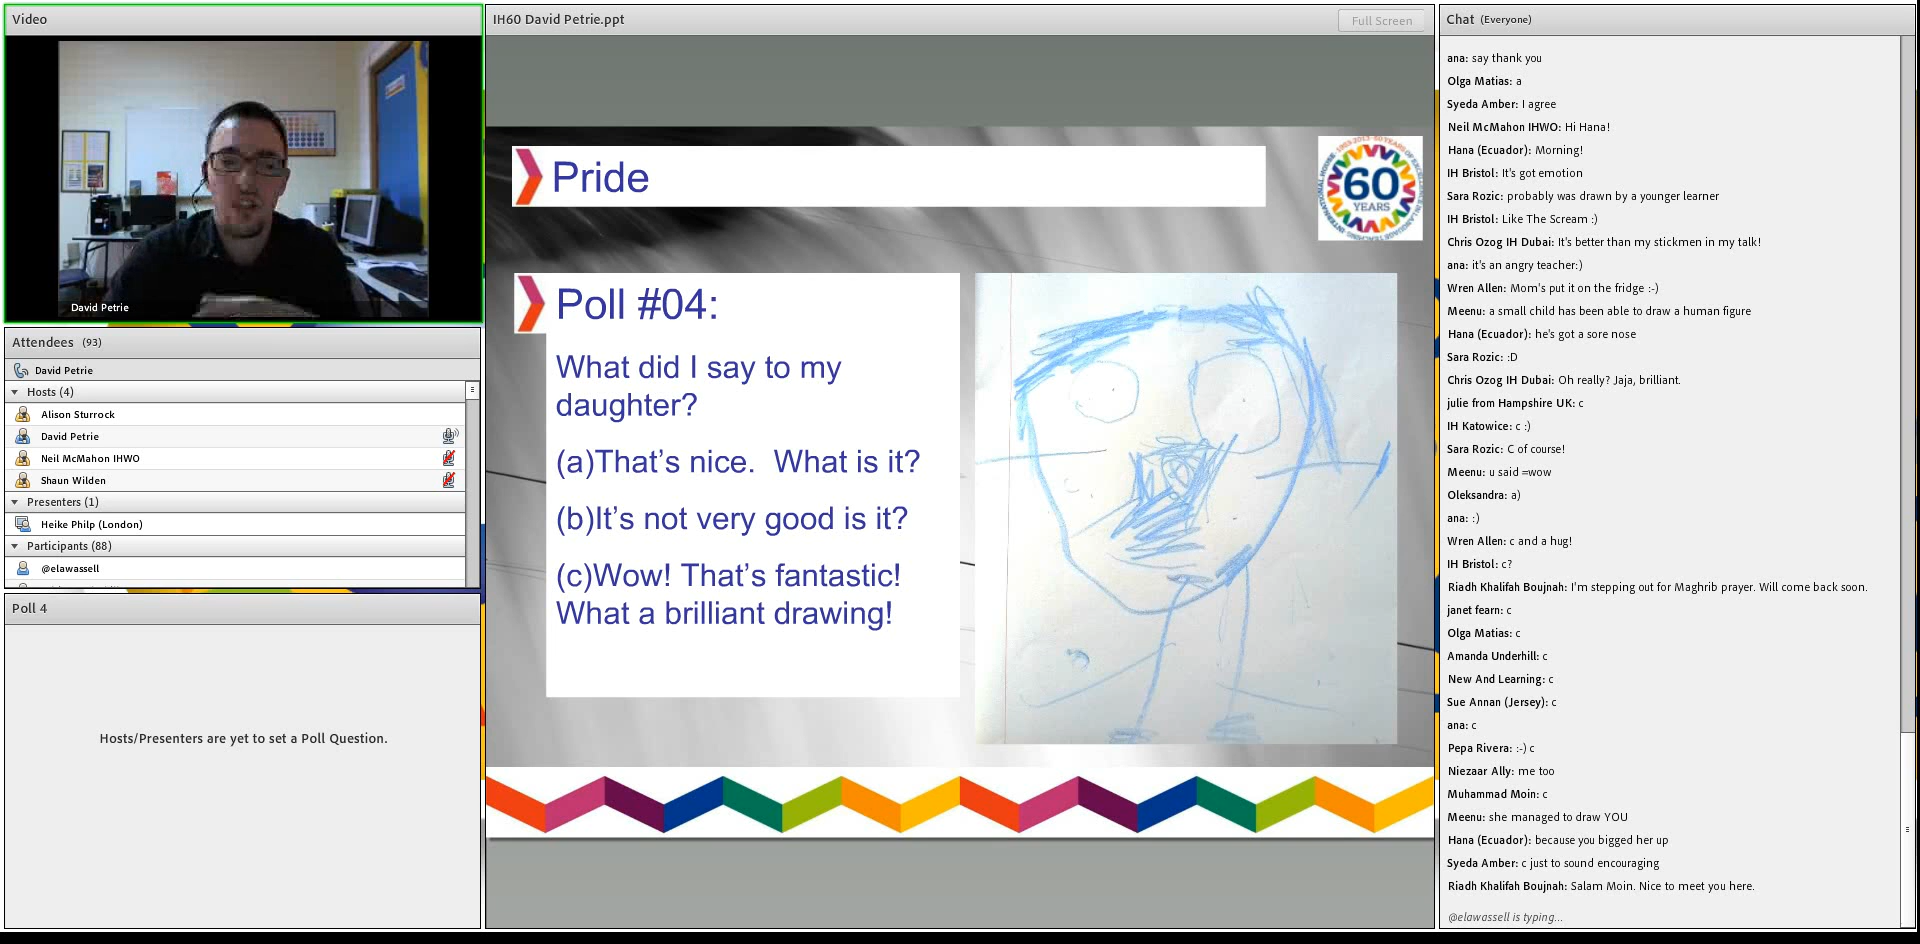 Video
David Petrie
Attendees (93)
David Petrie
Hosts (4)
Alison Sturrock
David Petrie
Neil McMahon IHWO
Shaun Wilden
Presenters (1)
Heike Philp (London)
Participants (88)
@elawassell
Poll 4
Hosts/Presenters are yet to set a Poll Question.
IH60 David Petrie.ppt
Full Screen
Pride
60
YEARS
Poll #04:
What did I say to my
daughter?
(a)That's nice.  What is it?
(b)It's not very good is it?
(c)Wow! That's fantastic!
What a brilliant drawing!
Chat (Everyone)
ana: say thank you
Olga Matias: a
Syeda Amber: I agree
Neil McMahon IHWO: Hi Hana!
Hana (Ecuador): Morning!
IH Bristol: It's got emotion
Sara Rozic: probably was drawn by a younger learner
IH Bristol: Like The Scream :)
Chris Ozog IH Dubai: It's better than my stickmen in my talk!
ana: it's an angry teacher:)
Wren Allen: Mom's put it on the fridge :-)
Meenu: a small child has been able to draw a human figure
Hana (Ecuador): he's got a sore nose
Sara Rozic: :D
Chris Ozog IH Dubai: Oh really? Jaja, brilliant.
julie from Hampshire UK: c
IH Katowice: c :)
Sara Rozic: C of course!
Meenu: u said =wow
Oleksandra: a)
ana: :)
Wren Allen: c and a hug!
IH Bristol: c?
Riadh Khalifah Boujnah: I'm stepping out for Maghrib prayer. Will come back soon.
janet fearn: c
Olga Matias: c
Amanda Underhill: c
New And Learning: c
Sue Annan (Jersey): c
ana: c
Pepa Rivera: :-) c
Niezaar Ally: me too
Muhammad Moin: c
Meenu: she managed to draw YOU
Hana (Ecuador): because you bigged her up
Syeda Amber: c just to sound encouraging
Riadh Khalifah Boujnah: Salam Moin. Nice to meet you here.
@elawassell is typing...